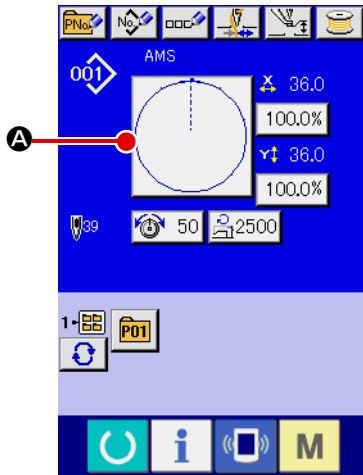 PNo. No.
AMS
001
X 36.0
100.0%
A
Y 36.0
100.0%
39 50 2500
1- P01
i M